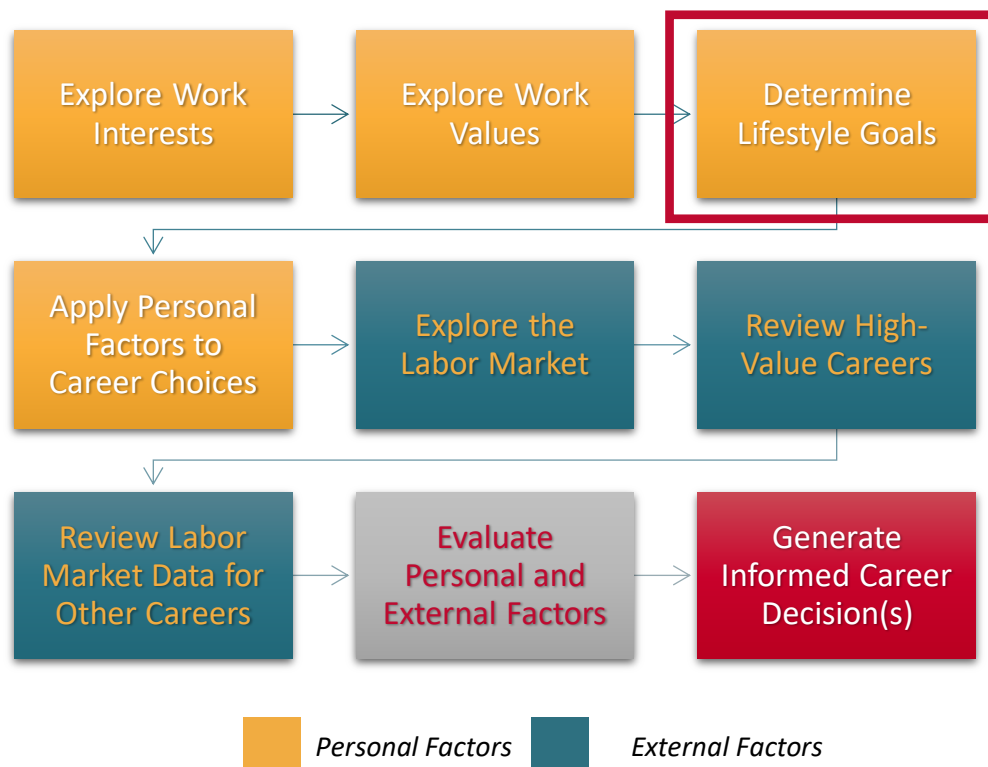 Explore Work
Interests
Explore Work
Values
Determine
Lifestyle Goals
Apply Personal
Factors to
Career Choices
Explore the
Labor Market
Review High-
Value Careers
Review Labor
Market Data for
Other Careers
Evaluate
Personal and
External Factors
Generate
Informed Career
Decision(s)
Personal Factors
External Factors